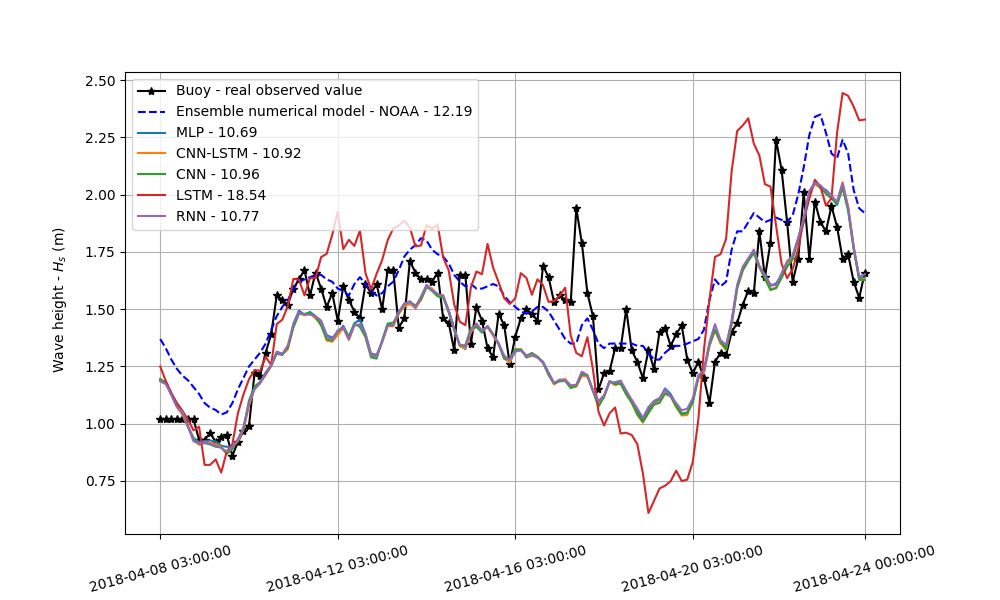 2.50
2.25
2.00
1.75
1.50
1.25
1.00
0.75
Wave height - Hs (m)
Buoy - real observed value
Ensemble numerical model - NOAA - 12.19
MLP - 10.69
CNN-LSTM - 10.92
CNN - 10.96
LSTM - 18.54
RNN - 10.77
2018-04-08 03:00:00
2018-04-12 03:00:00
2018-04-16 03:00:00
2018-04-20 03:00:00
2018-04-24 00:00:00